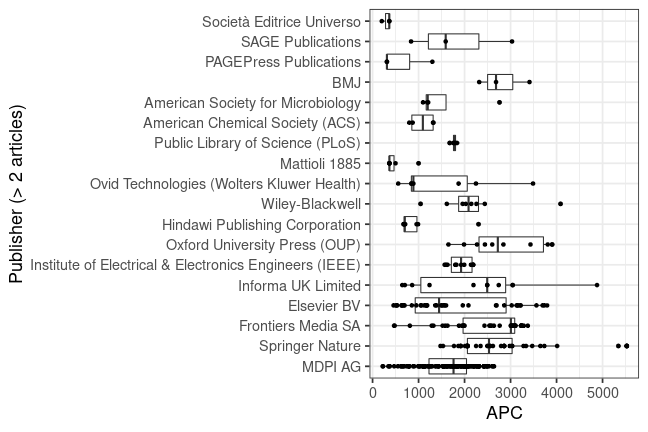 Publisher (> 2 articles)
Società Editrice Universo
SAGE Publications
PAGEPress Publications
BMJ
American Society for Microbiology
American Chemical Society (ACS)
Public Library of Science (PLoS)
Mattioli 1885
Ovid Technologies (Wolters Kluwer Health)
Wiley-Blackwell
Hindawi Publishing Corporation
Oxford University Press (OUP)
Institute of Electrical & Electronics Engineers (IEEE)
Informa UK Limited
Elsevier BV
Frontiers Media SA
Springer Nature
MDPI AG
0 1000 2000 3000 4000 5000
APC